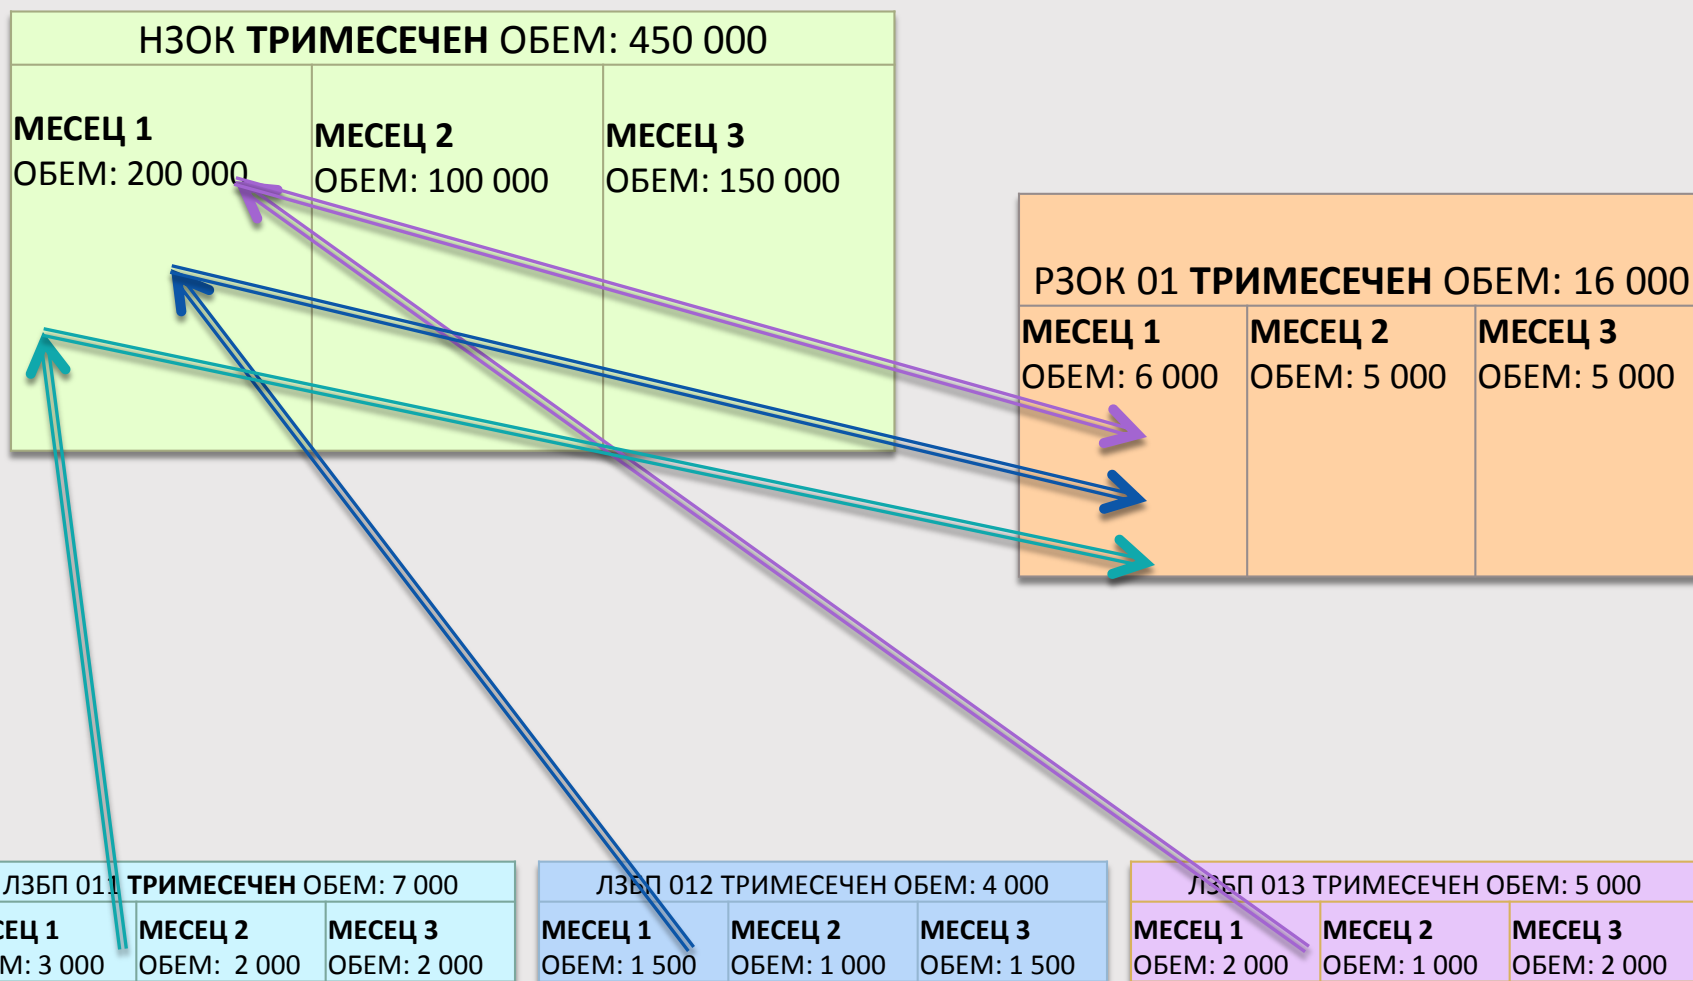 НЗОК ТРИМЕСЕЧЕН ОБЕМ: 450 000
МЕСЕЦ 1
ОБЕМ: 200 000
МЕСЕЦ 2
ОБЕМ: 100 000
МЕСЕЦ 3
ОБЕМ: 150 000
РЗОК 01 ТРИМЕСЕЧЕН ОБЕМ: 16 000
МЕСЕЦ 1
ОБЕМ: 6 000
МЕСЕЦ 2
ОБЕМ: 5 000
МЕСЕЦ 3
ОБЕМ: 5 000
ЛЗБП 011 ТРИМЕСЕЧЕН ОБЕМ: 7 000
1
3 000
МЕСЕЦ 2
ОБЕМ: 2 000
МЕСЕЦ 3
ОБЕМ: 2 000
ЛЗБП 012 ТРИМЕСЕЧЕН ОБЕМ: 4 000
МЕСЕЦ 1
ОБЕМ: 1 500
МЕСЕЦ 2
ОБЕМ: 1 000
МЕСЕЦ 3
ОБЕМ: 1 500
ЛЗБП 013 ТРИМЕСЕЧЕН ОБЕМ: 5 000
МЕСЕЦ 1
ОБЕМ: 2 000
МЕСЕЦ 2
ОБЕМ: 1 000
МЕСЕЦ 3
ОБЕМ: 2 000